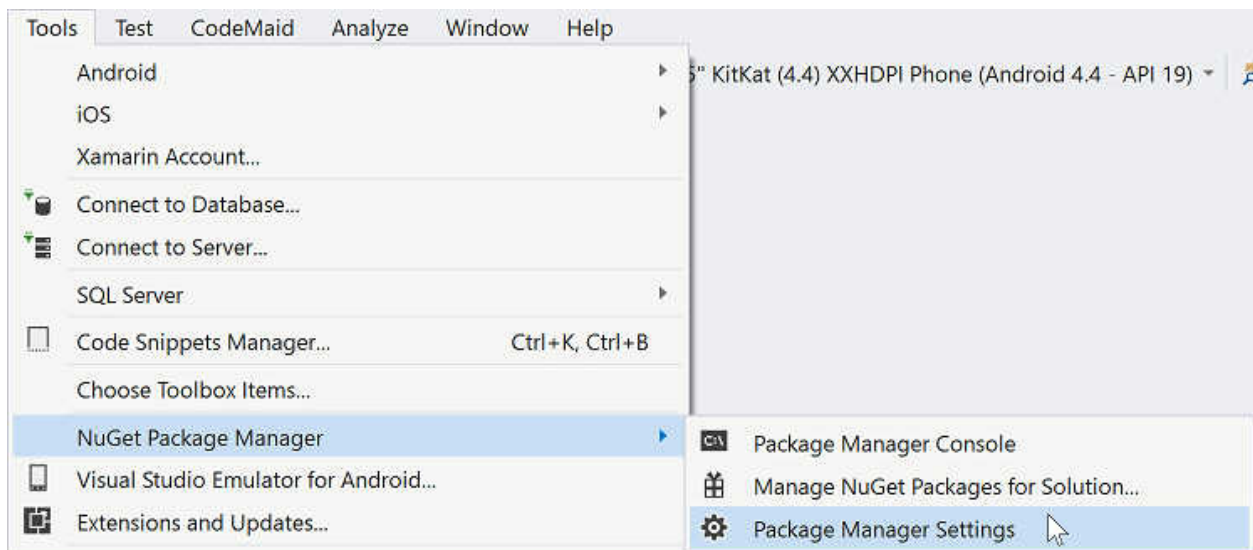 Tools Test CodeMaid Analyze Window Help
Android
5" KitKat (4.4) XXHDPI Phone (Android 4.4 - API 19)
iOS
Xamarin Account...
Connect to Database...
Connect to Server...
SQL Server
Code Snippets Manager... Ctrl+K, Ctrl+B
Choose Toolbox Items...
NuGet Package Manager
Visual Studio Emulator for Android...
Extensions and Updates...
C:\
Package Manager Console
Manage NuGet Packages for Solution...
Package Manager Settings